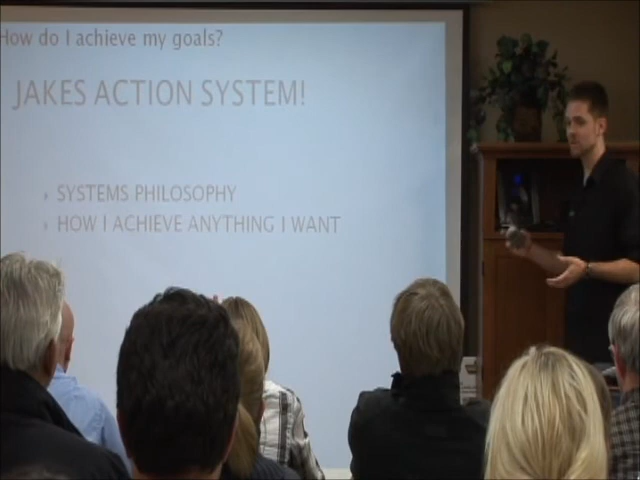 How do I achieve my goals?
JAKES ACTION SYSTEM!
› SYSTEMS PHILOSOPHY
› HOW I ACHIEVE ANYTHING I WANT